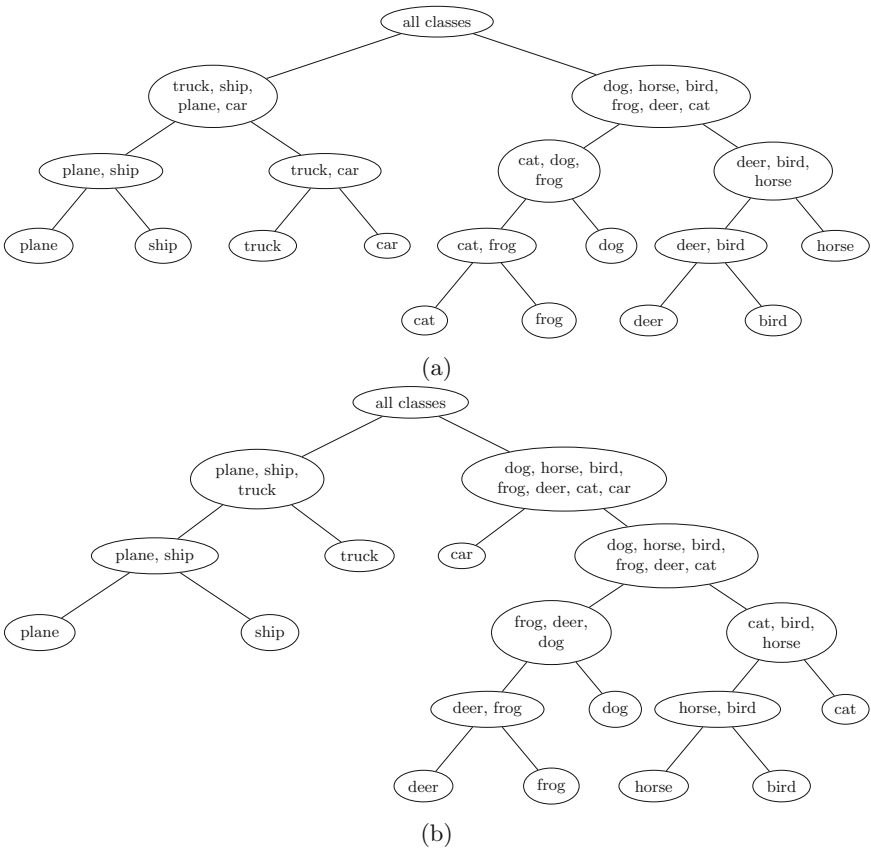 all classes
truck, ship,
plane, car
dog, horse, bird,
frog, deer, cat
plane, ship
truck, car
cat, dog,
frog
deer, bird,
horse
plane
ship
truck
car
cat, frog
dog
deer, bird
horse
cat
frog
deer
bird
(a)
all classes
plane, ship,
truck
dog, horse, bird,
frog, deer, cat, car
plane, ship
truck
car
dog, horse, bird,
frog, deer, cat
plane
ship
frog, deer,
dog
cat, bird,
horse
deer, frog
dog
horse, bird
cat
deer
frog
horse
bird
(b)